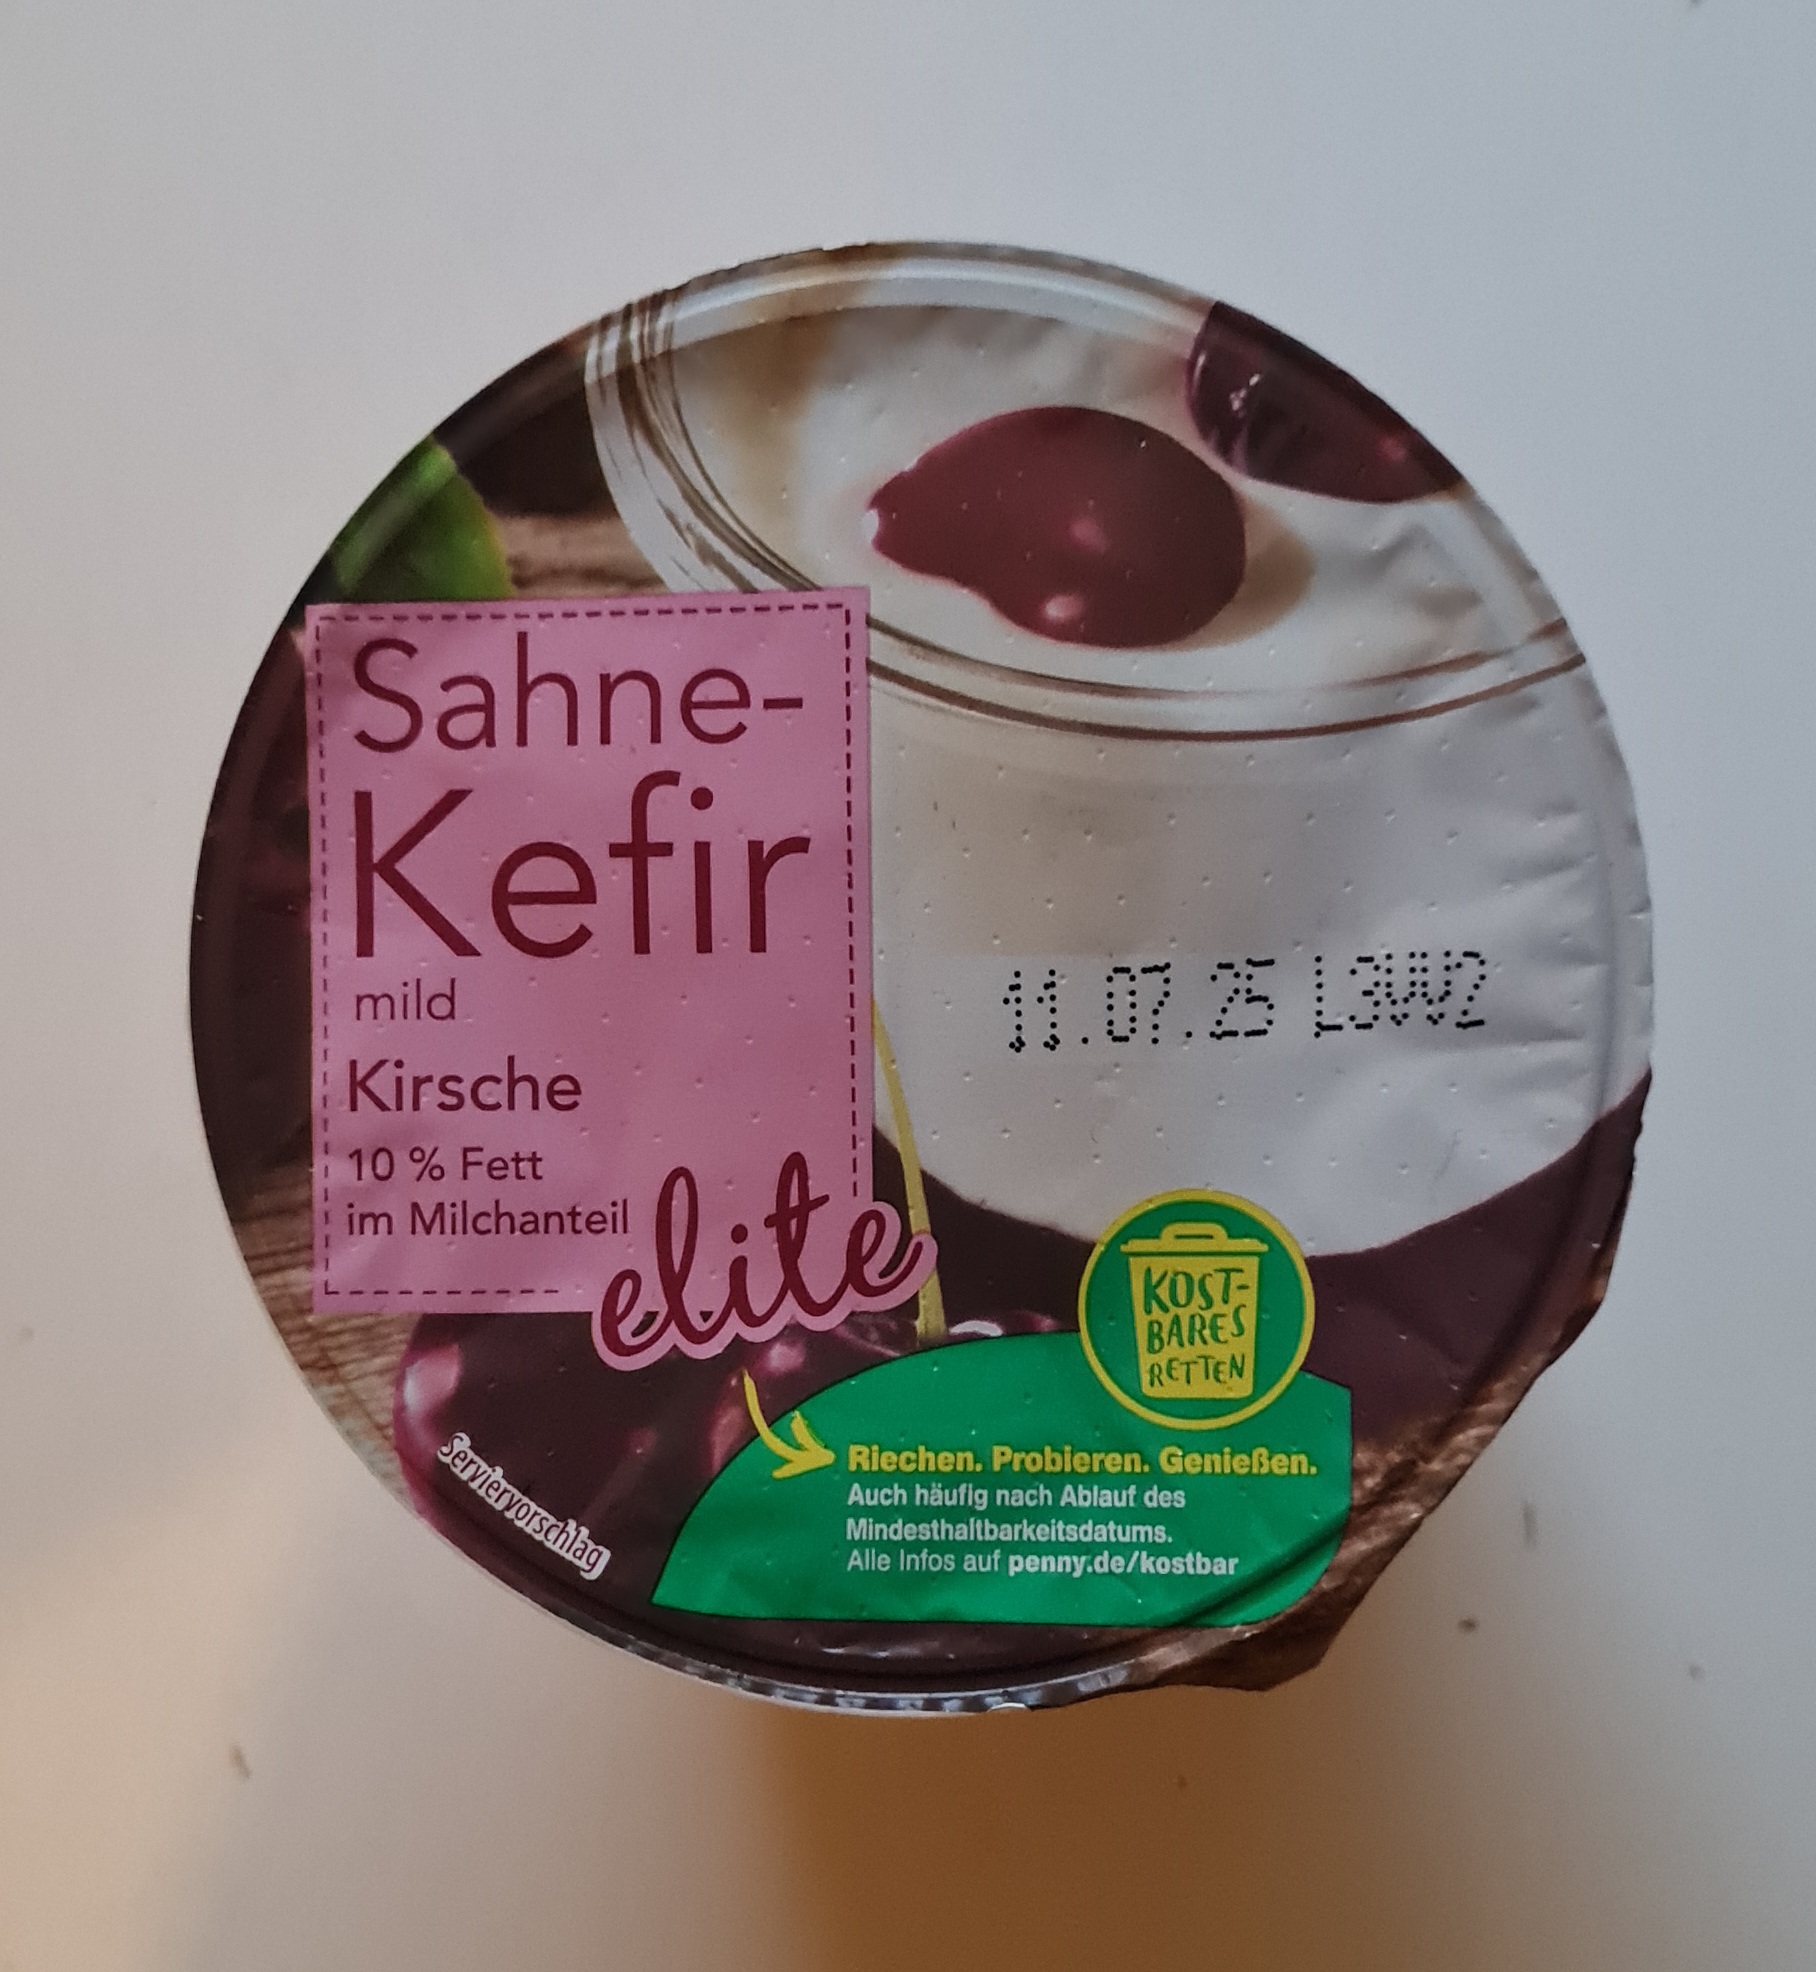 Sahne-
Kefir
mild
Kirsche
10 % Fett
im Milchanteil
elite
11.07.25 L3VV2
KOST-
BARES
RETTEN
Riechen. Probieren. Genießen.
Auch häufig nach Ablauf des
Mindesthaltbarkeitsdatums.
Alle Infos auf penny.de/kostbar
Serviervorschlag